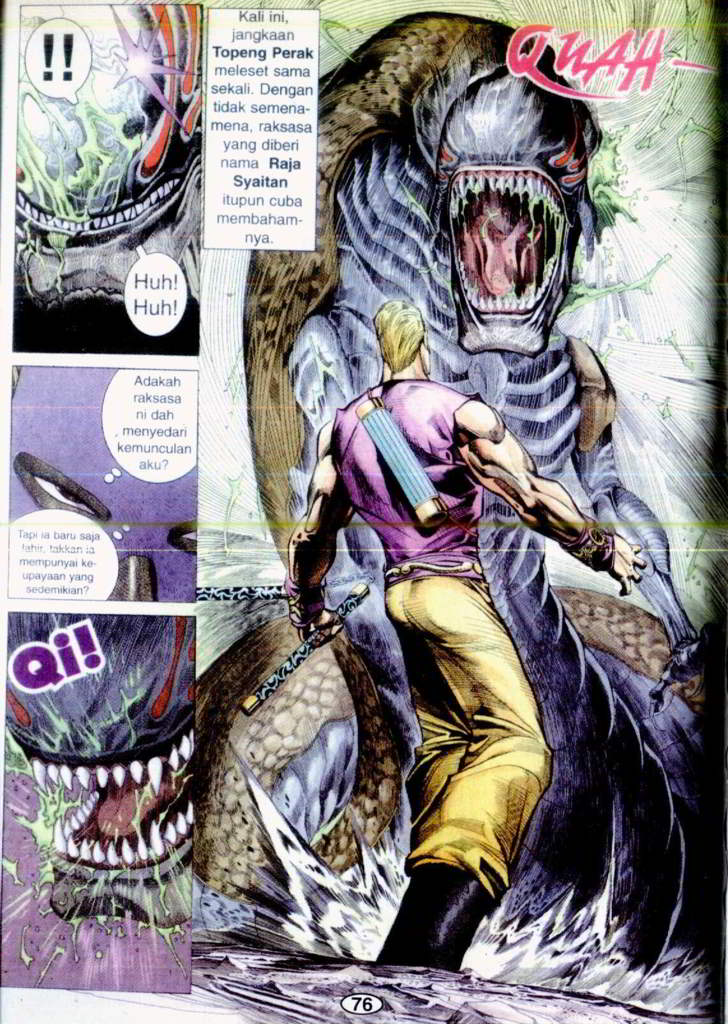 !!
Kali ini,
jangkaan
Topeng Perak
meleset sama
sekali. Dengan
tidak semena-
mena, raksasa
yang diberi
nama Raja
Syaitan
itupun cuba
membaham-
nya.
QUAH
Huh!
Huh!
Adakah
raksasa
ni dah
menyedari
kemunculan
aku?
Tapi ia baru saja
lahir, takkan ia
mempunyai ke-
upayaan yang
sedemikian?
Qi!
76